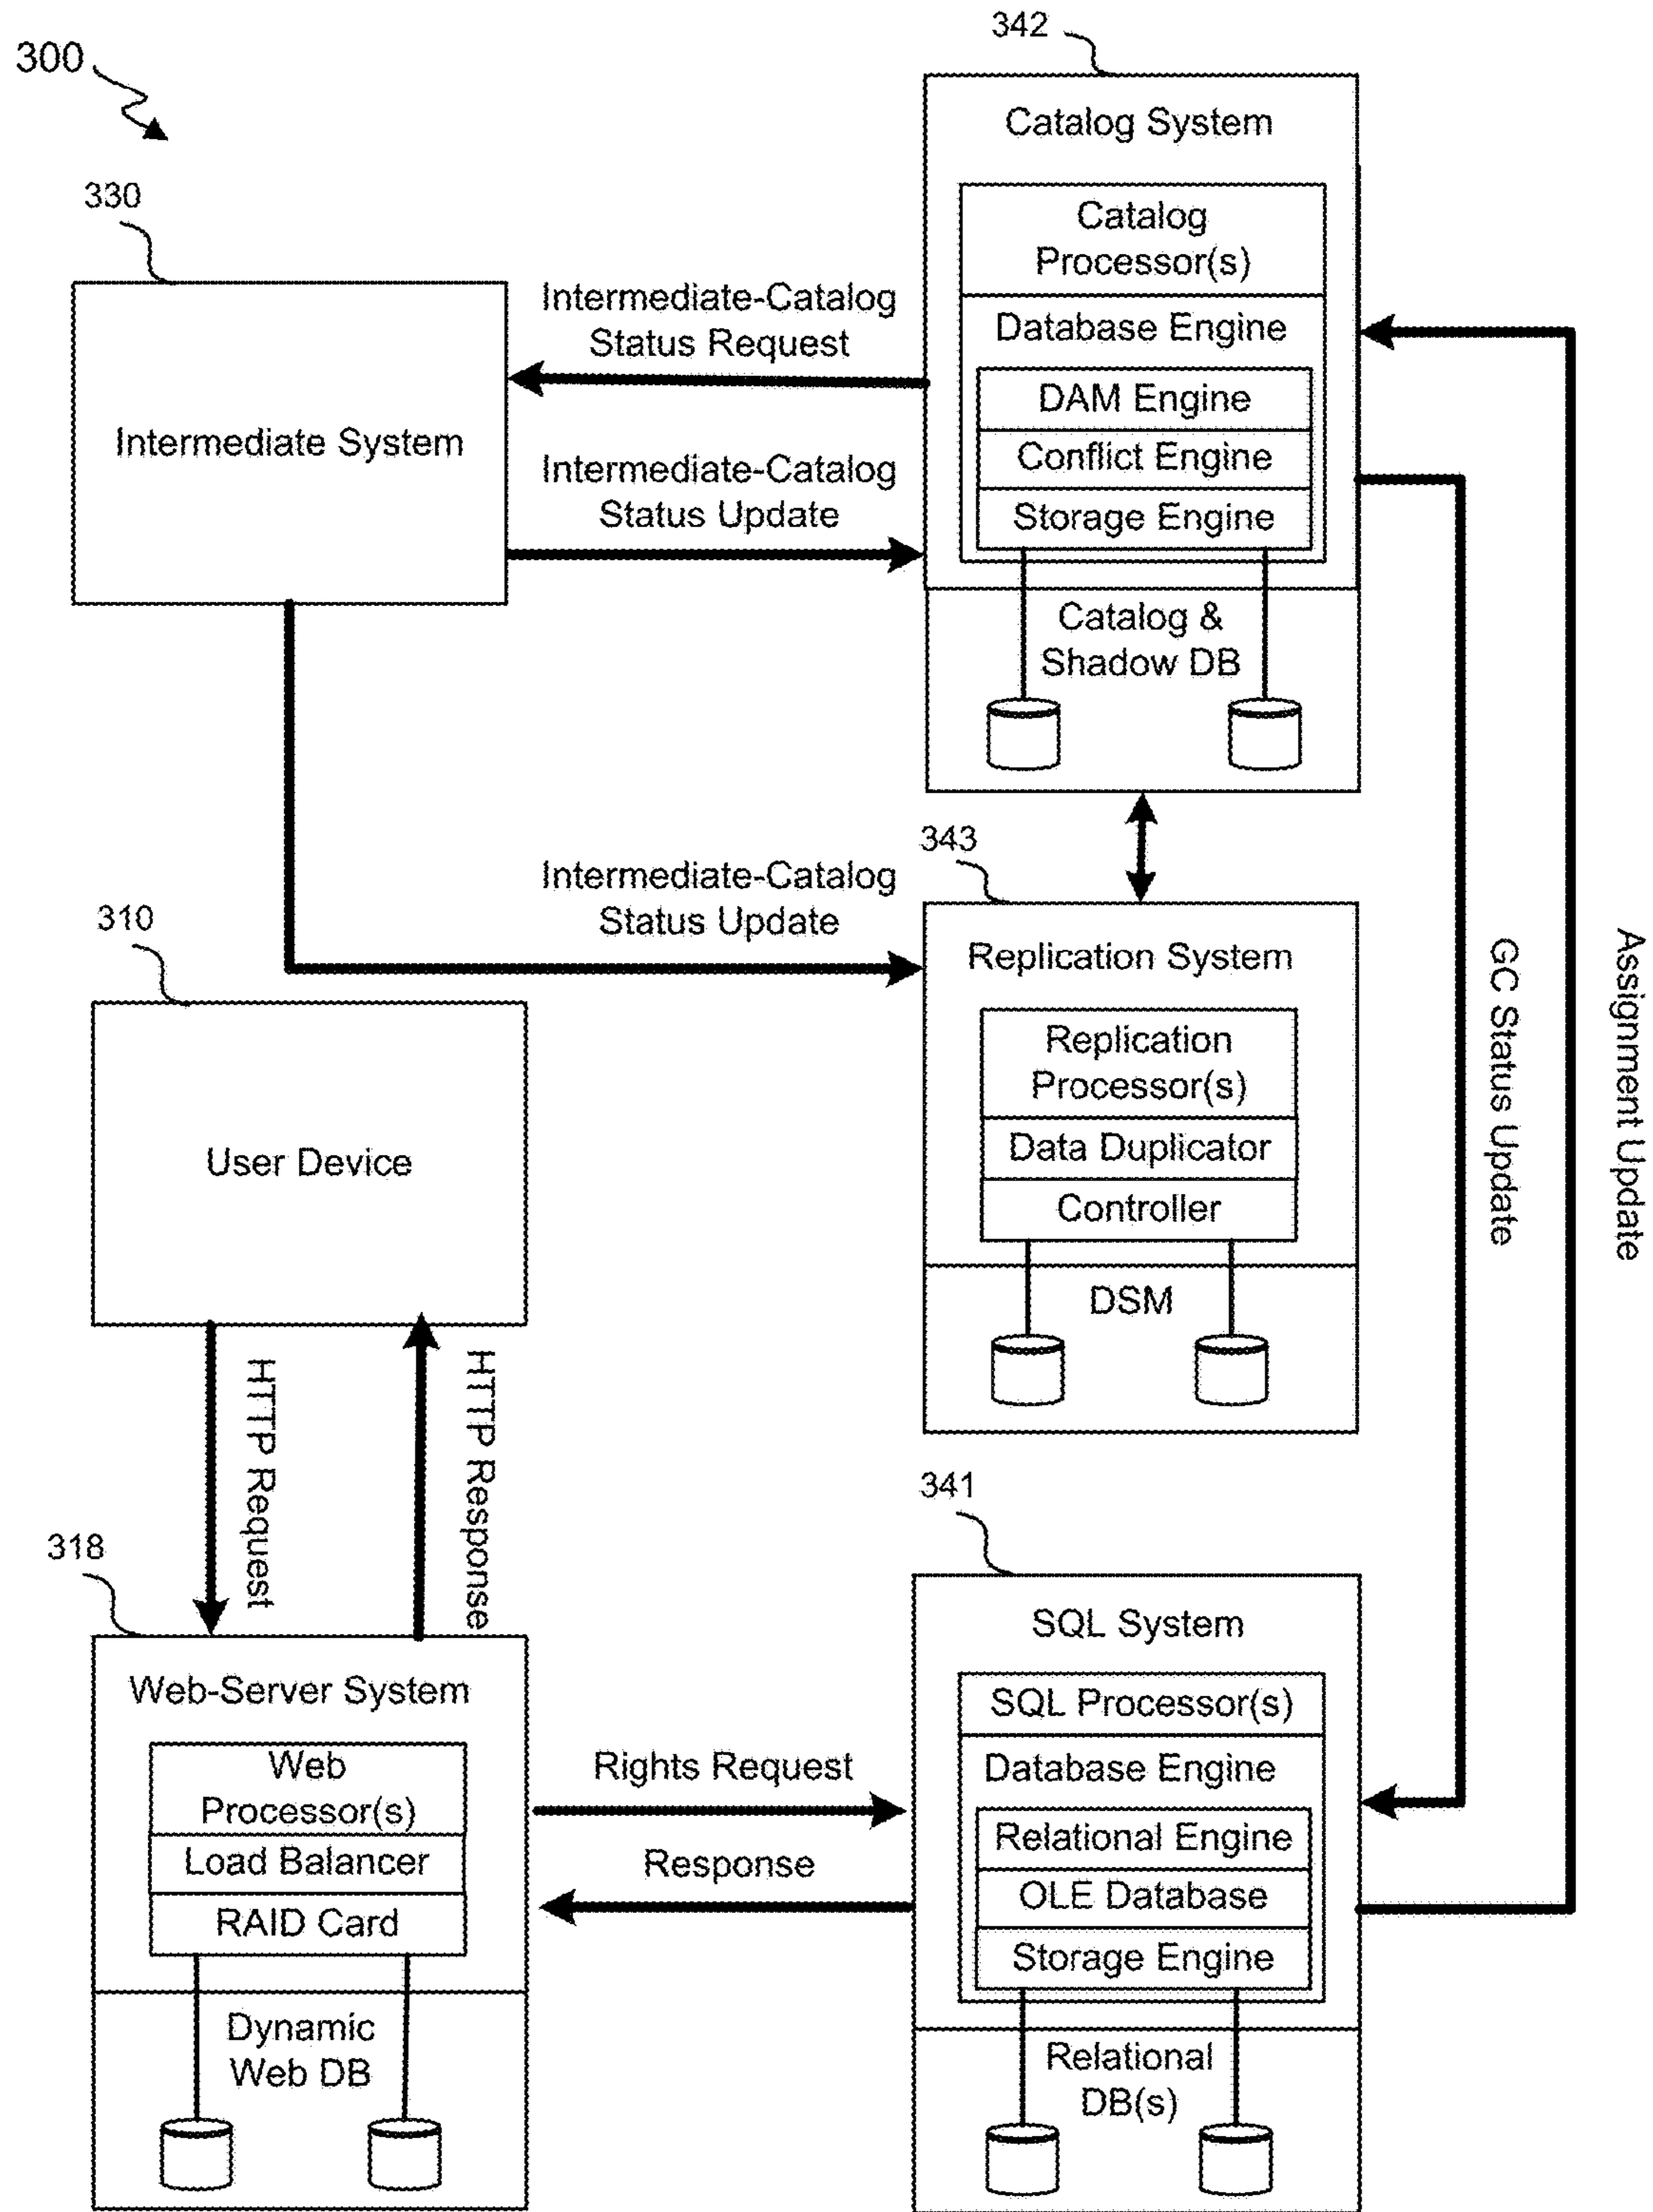 300
342
Catalog System
Catalog
Processor(s)
Database Engine
DAM Engine
Conflict Engine
Storage Engine
Catalog &
Shadow DB
330
Intermediate System
Intermediate-Catalog
Status Request
Intermediate-Catalog
Status Update
Intermediate-Catalog
Status Update
343
Replication System
Replication
Processor(s)
Data Duplicator
Controller
DSM
GC Status Update
Assignment Update
310
User Device
HTTP Request
HTTP Response
318
Web-Server System
Web
Processor(s)
Load Balancer
RAID Card
Dynamic
Web DB
Rights Request
Response
341
SQL System
SQL Processor(s)
Database Engine
Relational Engine
OLE Database
Storage Engine
Relational
DB(s)